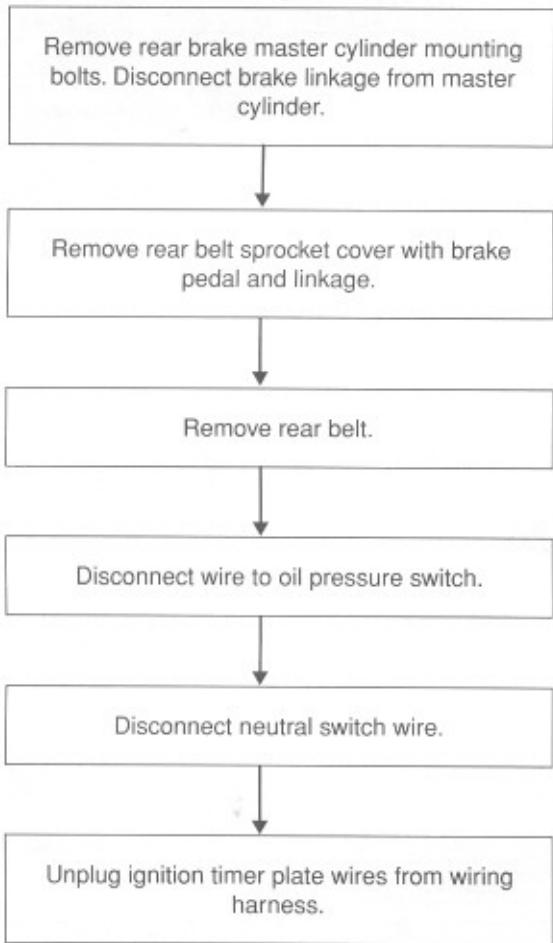 Remove rear brake master cylinder mounting
bolts. Disconnect brake linkage from master
cylinder.
Remove rear belt sprocket cover with brake
pedal and linkage.
Remove rear belt.
Disconnect wire to oil pressure switch.
Disconnect neutral switch wire.
Unplug ignition timer plate wires from wiring
harness.